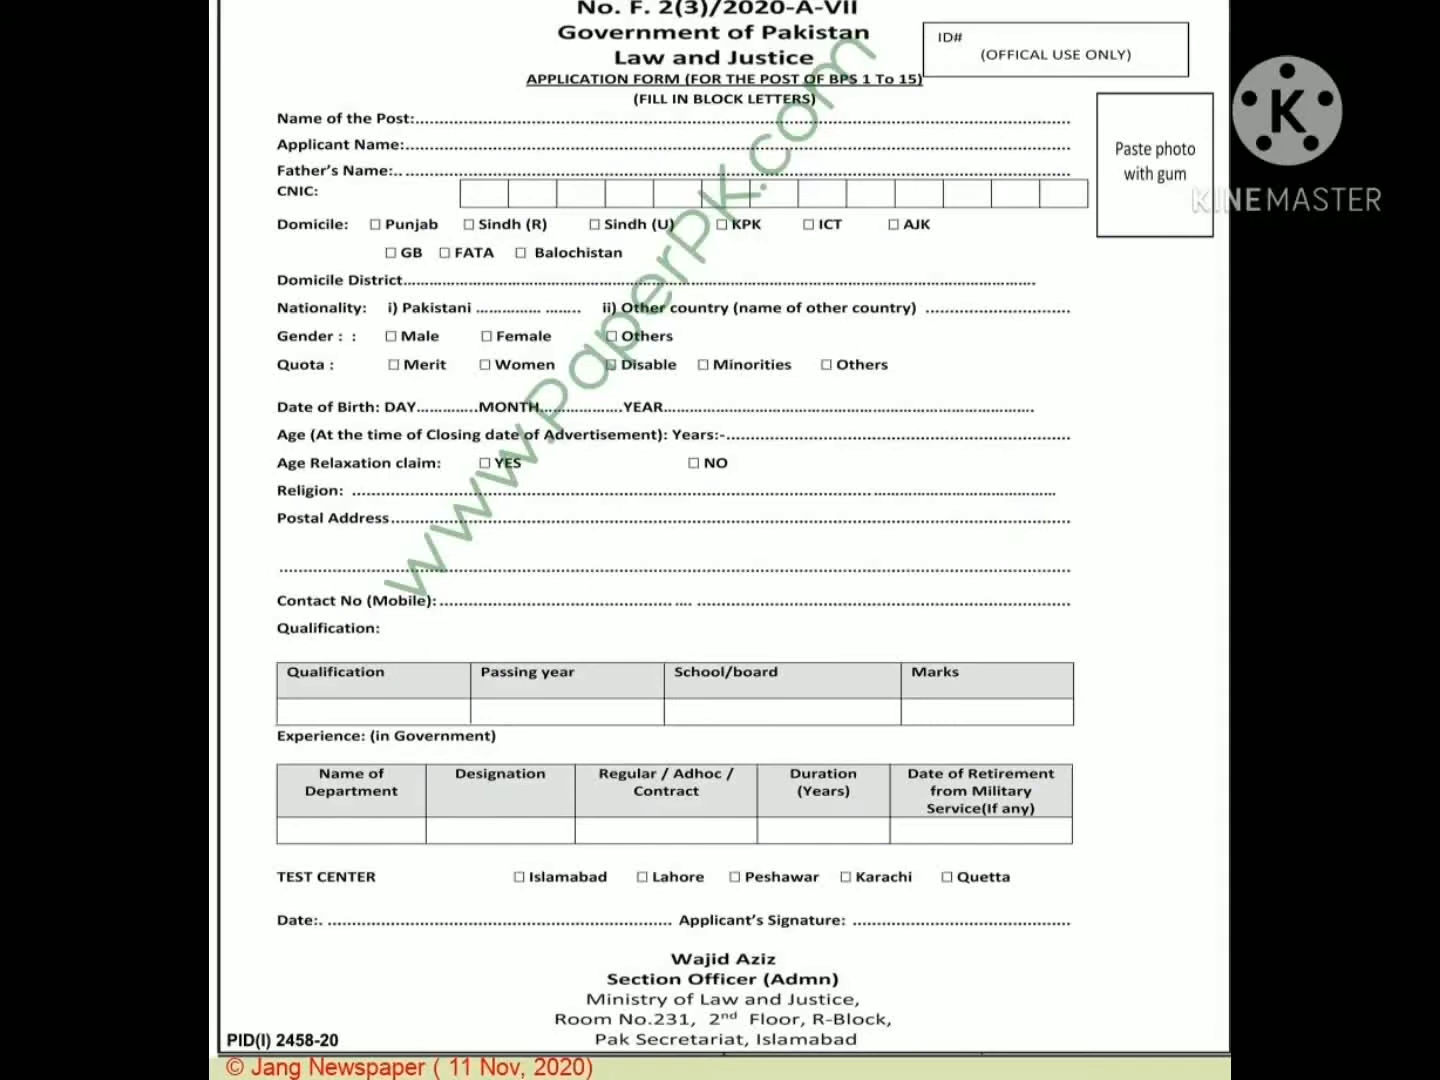 No. F. 2(3)/2020-A-VII
Government of Pakistan
Law and Justice
ID#
(OFFICAL USE ONLY)
APPLICATION FORM (FOR THE POST OF BPS 1 To 15)
(FILL IN BLOCK LETTERS)
Paste photo
with gum
K
KINEMASTER
Name of the Post:
Applicant Name:
Father's Name:
CNIC:
Domicile: ☐ Punjab ☐ Sindh (R) ☐ Sindh (U) ☐ KPK ☐ ICT ☐ AJK
☐ GB ☐ FATA ☐ Balochistan
Domicile District
Nationality: i) Pakistani ii) Other country (name of other country)
Gender : : ☐ Male ☐ Female ☐ Others
Quota : ☐ Merit ☐ Women ☐ Disable ☐ Minorities ☐ Others
Date of Birth: DAY..............MONTH....................YEAR
Age (At the time of Closing date of Advertisement): Years:-
Age Relaxation claim: ☐ YES ☐ NO
Religion:
Postal Address
Contact No (Mobile):
Qualification:
Qualification Passing year School/board Marks
Experience: (in Government)
Name of Department Designation Regular / Adhoc / Contract Duration (Years) Date of Retirement from Military Service(If any)
TEST CENTER ☐ Islamabad ☐ Lahore ☐ Peshawar ☐ Karachi ☐ Quetta
Date:. Applicant's Signature:
Wajid Aziz
Section Officer (Admn)
Ministry of Law and Justice,
Room No.231, 2nd Floor, R-Block,
Pak Secretariat, Islamabad
PID(I) 2458-20
© Jang Newspaper ( 11 Nov, 2020)
www.PaperPK.com